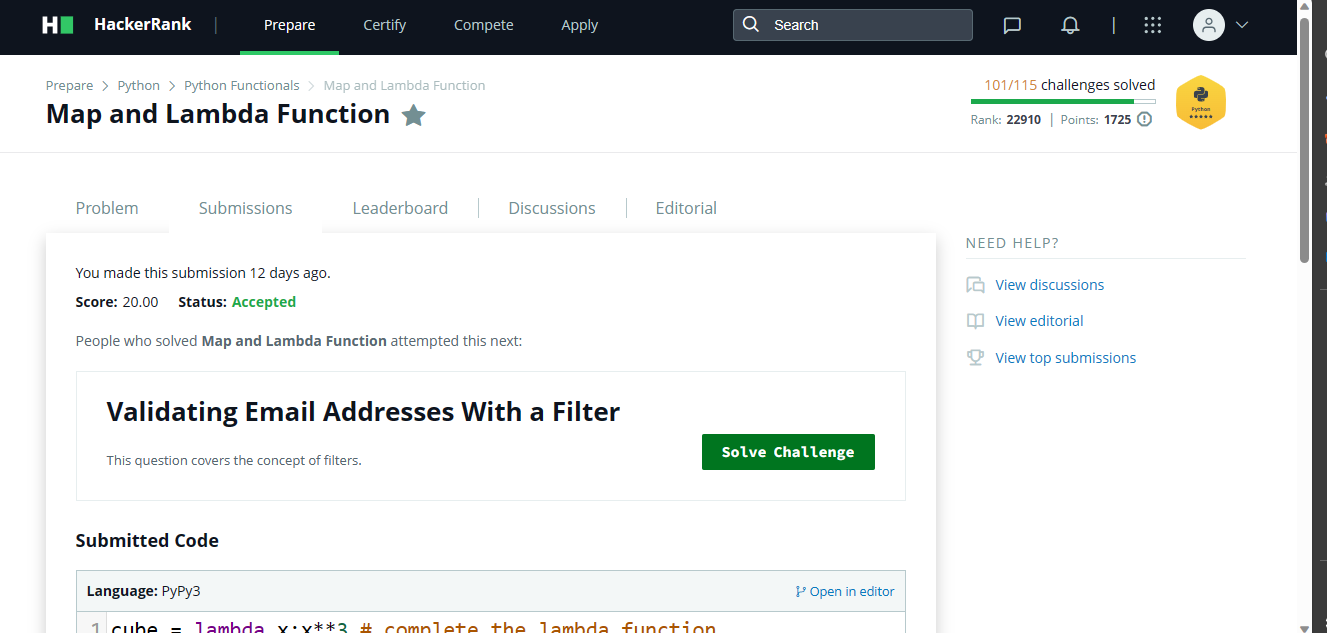 H HackerRank | Prepare Certify Compete Apply Search |
Prepare > Python > Python Functionals > Map and Lambda Function
Map and Lambda Function
101/115 challenges solved
Rank: 22910 | Points: 1725
Python
Problem Submissions Leaderboard Discussions Editorial
You made this submission 12 days ago.
Score: 20.00 Status: Accepted
People who solved Map and Lambda Function attempted this next:
Validating Email Addresses With a Filter
This question covers the concept of filters.
Solve Challenge
Submitted Code
Language: PyPy3 Open in editor
1 cube = lambda x:x**3 # complete the lambda function
NEED HELP?
View discussions
View editorial
View top submissions